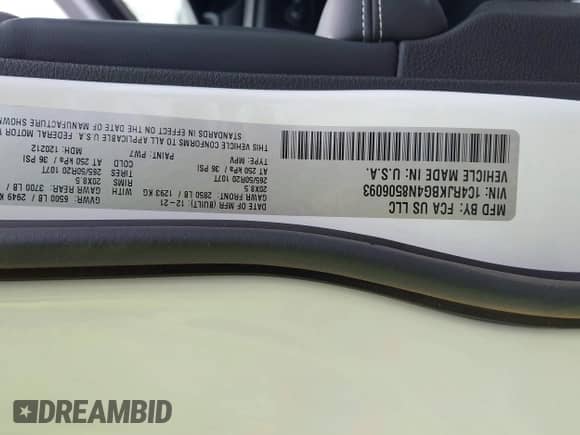 MFD BY: FCA US LLC
VIN: 1C4RJKBG4N8506093
VEHICLE MADE IN: U.S.A.
DATE OF MFR (BUILT): 12-21
GAWR FRONT: 2850 LB / 1293 KG
265/50R20 107T
AT 250 kPa / 36 PSI
TYPE: MPV
GVWR: 6500 LB / 2949 K
20X8.5 RIMS 20X8.5
GAWR REAR: 3700 LB /
TIRES 265/50R20 107T
COLD AT 250 kPa / 36 PSI
PAINT: PW7 MDH: 120212
THIS VEHICLE CONFORMS TO ALL APPLICABLE U.S.A. FEDERAL MOTOR V
STANDARDS IN EFFECT ON THE DATE OF MANUFACTURE SHOWN
DREAMBID